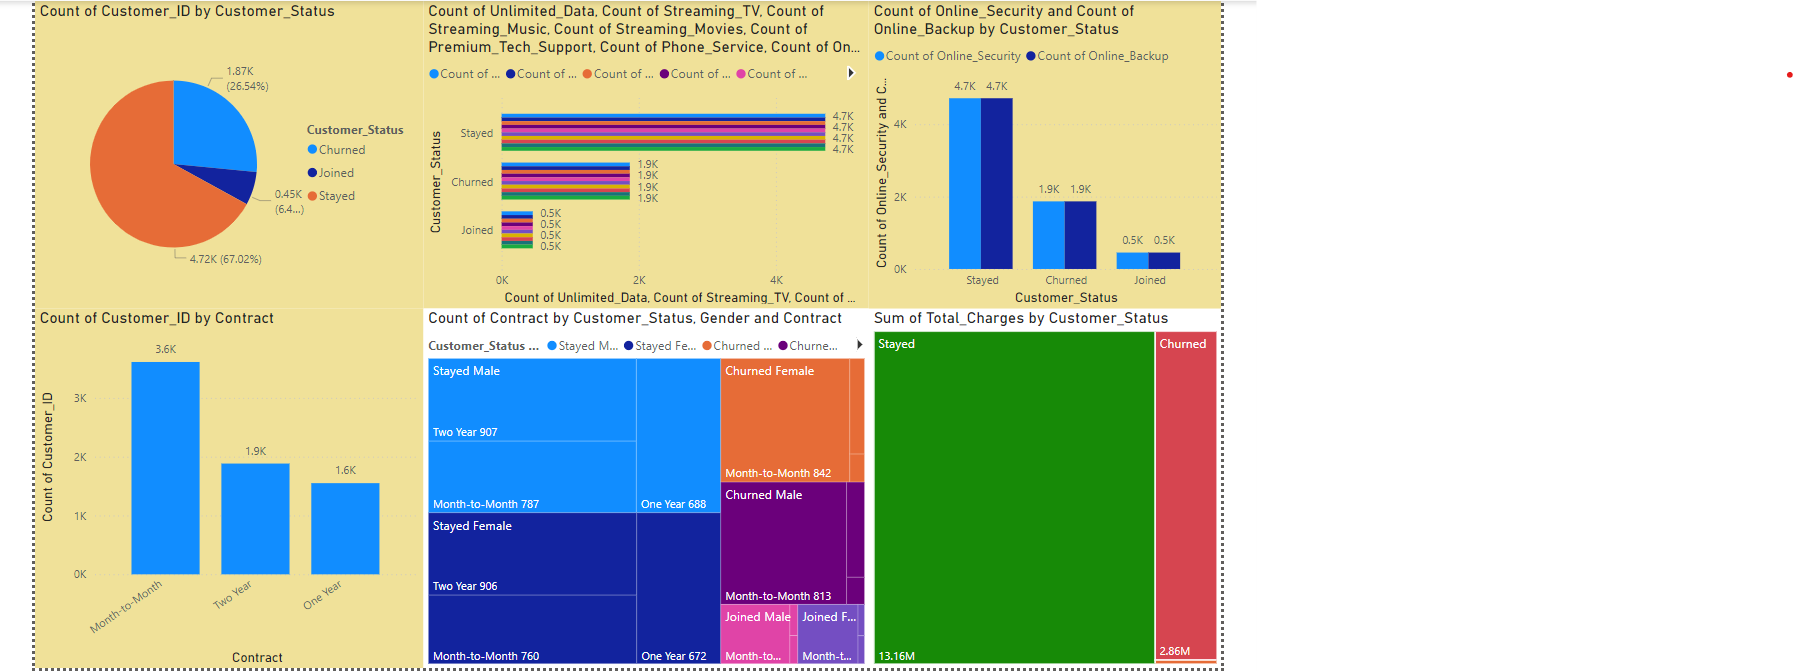 Count of Customer_ID by Customer_Status
1.87K
(26.54%)
Customer_Status
Churned
Joined
Stayed
0.45K
(6.4...)
4.72K (67.02%)
Count of Unlimited_Data, Count of Streaming_TV, Count of
Streaming_Music, Count of Streaming_Movies, Count of
Premium_Tech_Support, Count of Phone_Service, Count of On...
Count of ... Count of ... Count of ... Count of ... Count of ...
Customer_Status
Stayed
4.7K
4.7K
4.7K
4.7K
Churned
1.9K
1.9K
1.9K
1.9K
Joined
0.5K
0.5K
0.5K
0.5K
0K 2K 4K
Count of Unlimited_Data, Count of Streaming_TV, Count of ...
Count of Online_Security and Count of
Online_Backup by Customer_Status
Count of Online_Security Count of Online_Backup
Count of Online_Security and C...
4.7K 4.7K
4K
1.9K 1.9K
2K
0.5K 0.5K
0K
Stayed Churned Joined
Customer_Status
Count of Customer_ID by Contract
Count of Customer_ID
3.6K
3K
2K
1.9K
1.6K
1K
0K
Month-to-Month Two Year One Year
Contract
Count of Contract by Customer_Status, Gender and Contract
Customer_Status ... Stayed M... Stayed Fe... Churned ... Churne...
Stayed Male
Two Year 907
Month-to-Month 787
One Year 688
Stayed Female
Two Year 906
Month-to-Month 760
One Year 672
Churned Female
Month-to-Month 842
Churned Male
Month-to-Month 813
Joined Male
Month-to...
Joined F...
Month-t...
Sum of Total_Charges by Customer_Status
Stayed
13.16M
Churned
2.86M